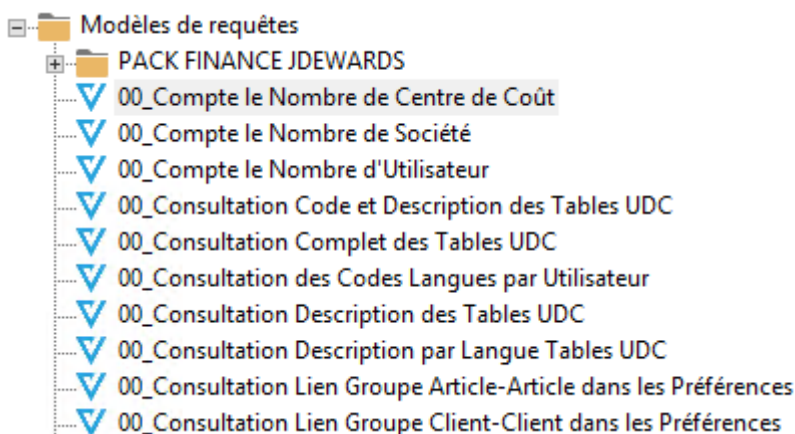 Modèles de requêtes
PACK FINANCE JDEWARDS
00_Compte le Nombre de Centre de Coût
00_Compte le Nombre de Société
00_Compte le Nombre d'Utilisateur
00_Consultation Code et Description des Tables UDC
00_Consultation Complet des Tables UDC
00_Consultation des Codes Langues par Utilisateur
00_Consultation Description des Tables UDC
00_Consultation Description par Langue Tables UDC
00_Consultation Lien Groupe Article-Article dans les Préférences
00_Consultation Lien Groupe Client-Client dans les Préférences